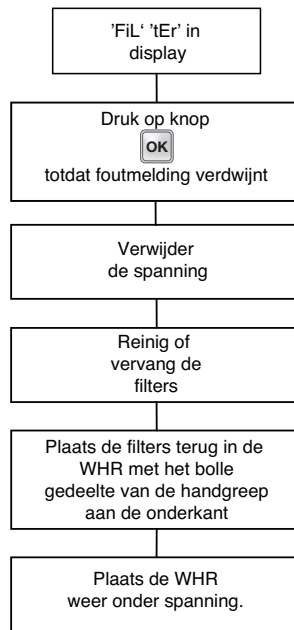 'FiL‘ 'tEr' in
display
Druk op knop
OK
totdat foutmelding verdwijnt
Verwijder
de spanning
Reinig of
vervang de
filters
Plaats de filters terug in de
WHR met het bolle
gedeelte van de handgreep
aan de onderkant
Plaats de WHR
weer onder spanning.